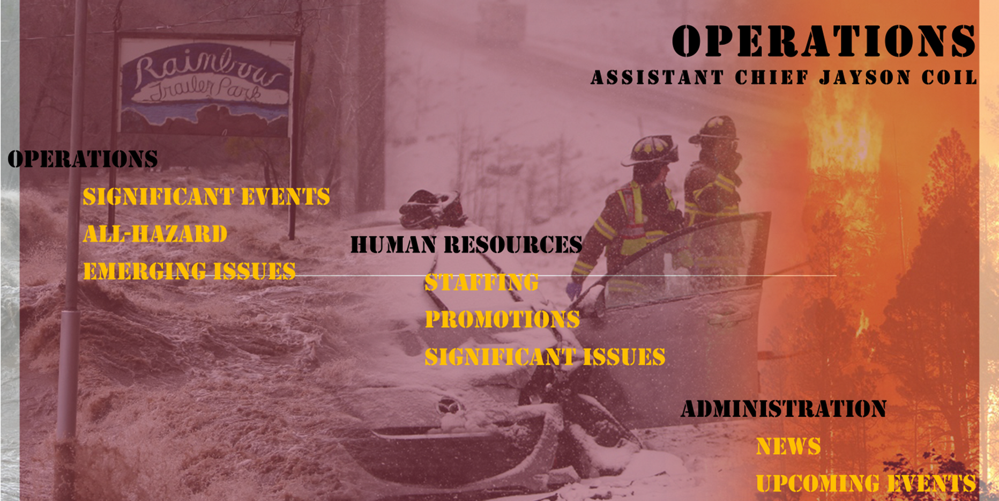 OPERATIONS
ASSISTANT CHIEF JAYSON COIL
Rainbow
Trailer Park
OPERATIONS
SIGNIFICANT EVENTS
ALL-HAZARD
EMERGING ISSUES
HUMAN RESOURCES
STAFFING
PROMOTIONS
SIGNIFICANT ISSUES
ADMINISTRATION
NEWS
UPCOMING EVENTS